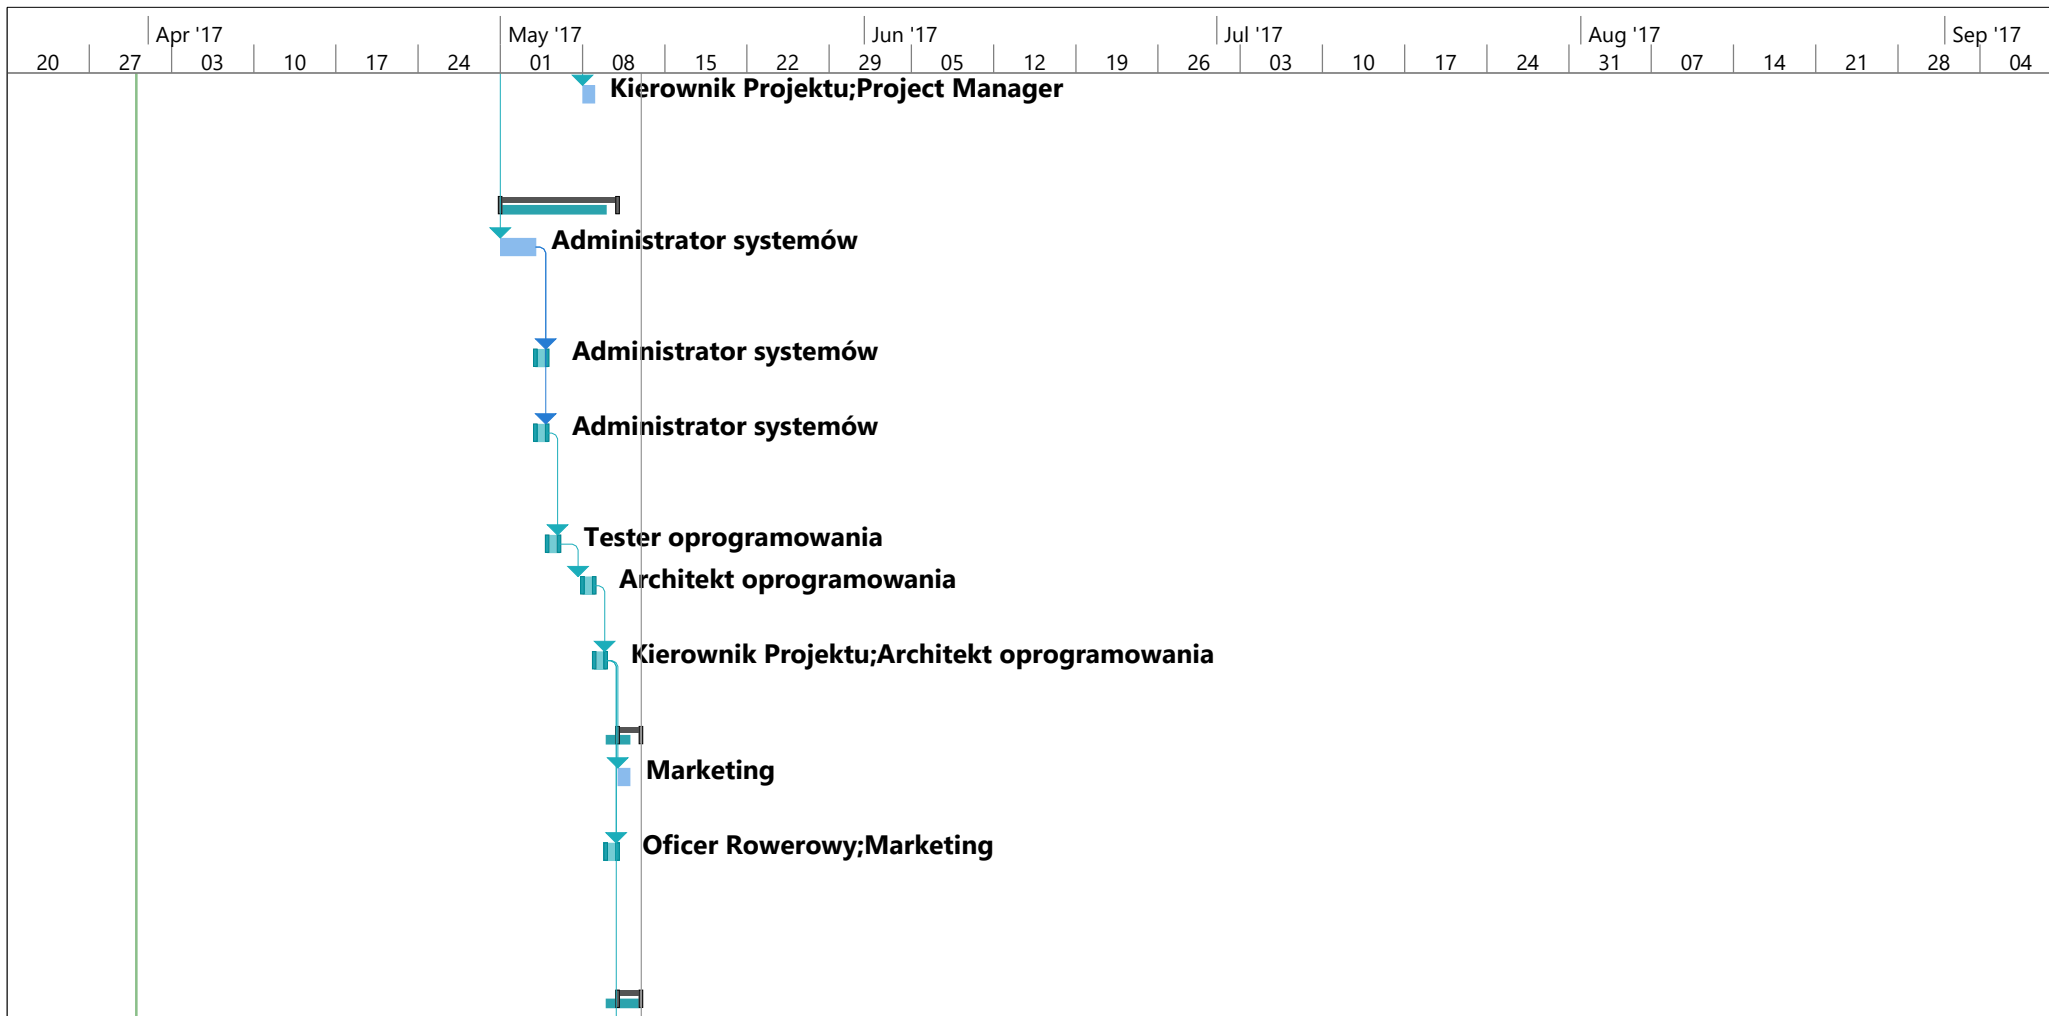 Apr '17 May '17 Jun '17 Jul '17 Aug '17 Sep '17
20 27 03 10 17 24 01 08 15 22 29 05 12 19 26 03 10 17 24 31 07 14 21 28 04
Kierownik Projektu;Project Manager
Administrator systemów
Administrator systemów
Administrator systemów
Tester oprogramowania
Architekt oprogramowania
Kierownik Projektu;Architekt oprogramowania
Marketing
Oficer Rowerowy;Marketing